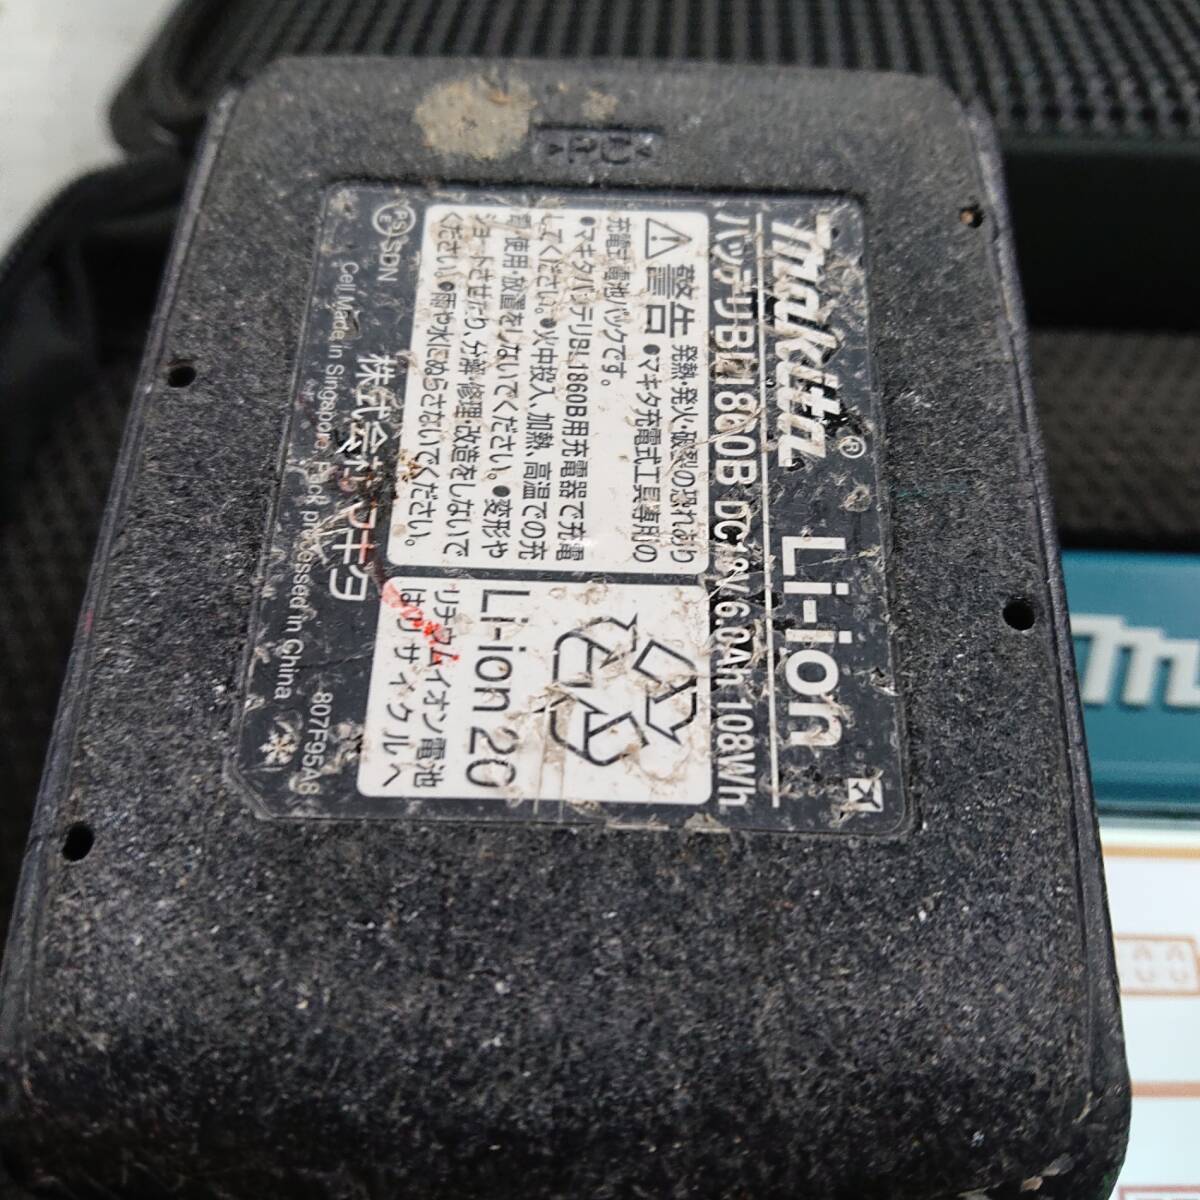 makita® Li-ion
バッテリBL1860B DC18V 6.0Ah 108Wh
警告 発熱・発火・破裂の恐れあり
●マキタ充電式工具専用の
充電式電池パックです。
●マキタバッテリBL1860B用充電器で充電
してください。●火中投入、加熱、高温での充
電・使用・放置をしないでください。●変形や
ショートさせたり、分解・修理・改造をしないで
ください。●雨や水にぬらさないでください。
Li-ion 20
リチウムイオン電池
はリサイクルへ
株式会社マキタ
PS
E
SDN
Cell Made in Singapore, Pack processed in China
807F95A8